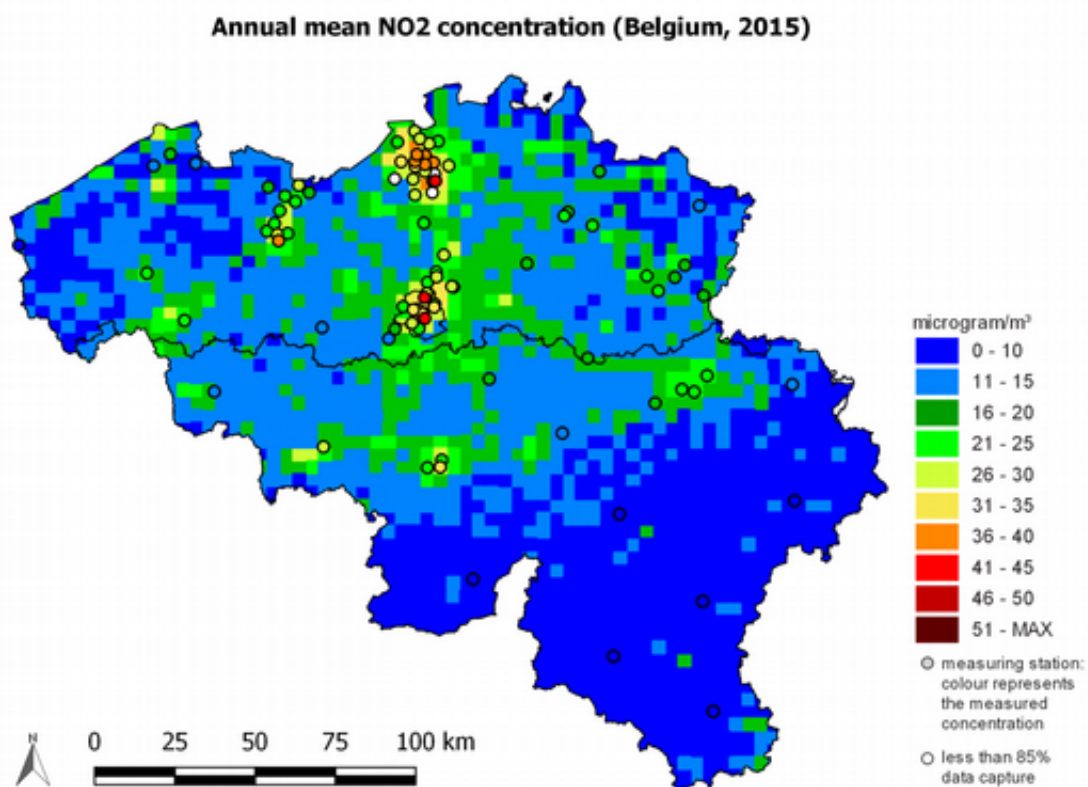 Annual mean NO2 concentration (Belgium, 2015)
microgram/m³
0 - 10
11 - 15
16 - 20
21 - 25
26 - 30
31 - 35
36 - 40
41 - 45
46 - 50
51 - MAX
measuring station:
colour represents
the measured
concentration
less than 85%
data capture
N
0 25 50 75 100 km